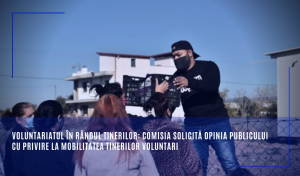 VOLUNTARIATUL ÎN RÂNDUL TINERILOR: COMISIA SOLICITĂ OPINIA PUBLICULUI
CU PRIVIRE LA MOBILITATEA TINERILOR VOLUNTARI